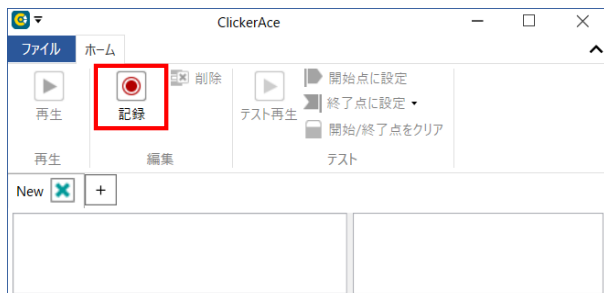 ClickerAce
ファイル ホーム
再生
記録
削除
テスト再生
開始点に設定
終了点に設定
開始/終了点をクリア
再生 編集 テスト
New +